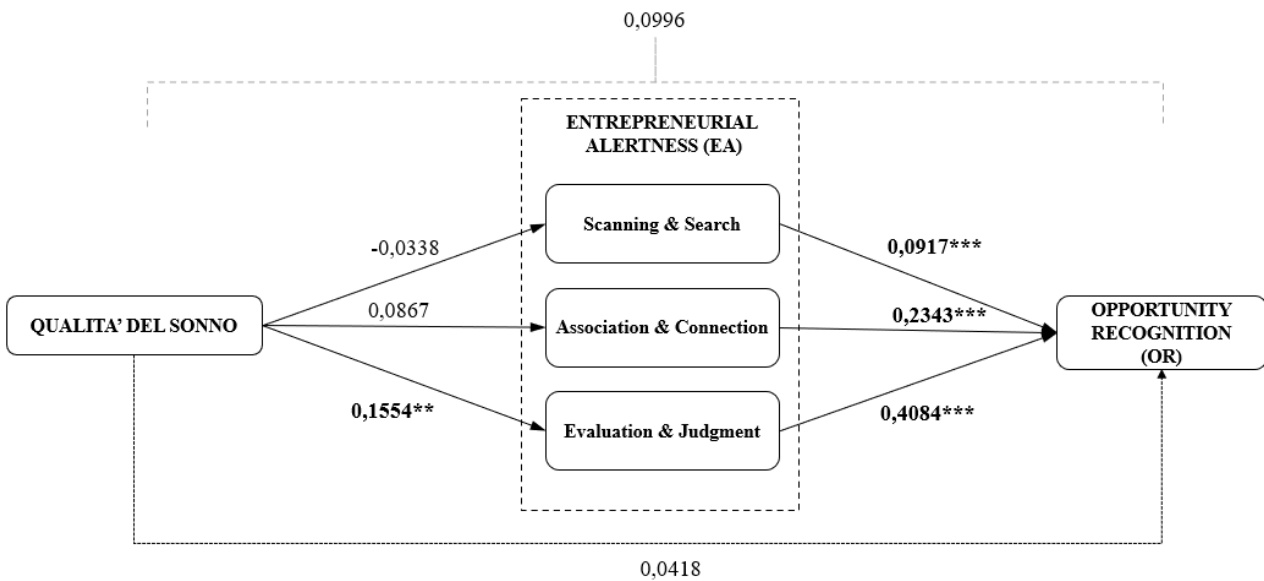 0,0996
ENTREPRENEURIAL
ALERTNESS (EA)
Scanning & Search
-0,0338
0,0917***
QUALITA’ DEL SONNO
0,0867
Association & Connection
0,2343***
OPPORTUNITY
RECOGNITION
(OR)
0,1554**
Evaluation & Judgment
0,4084***
0,0418